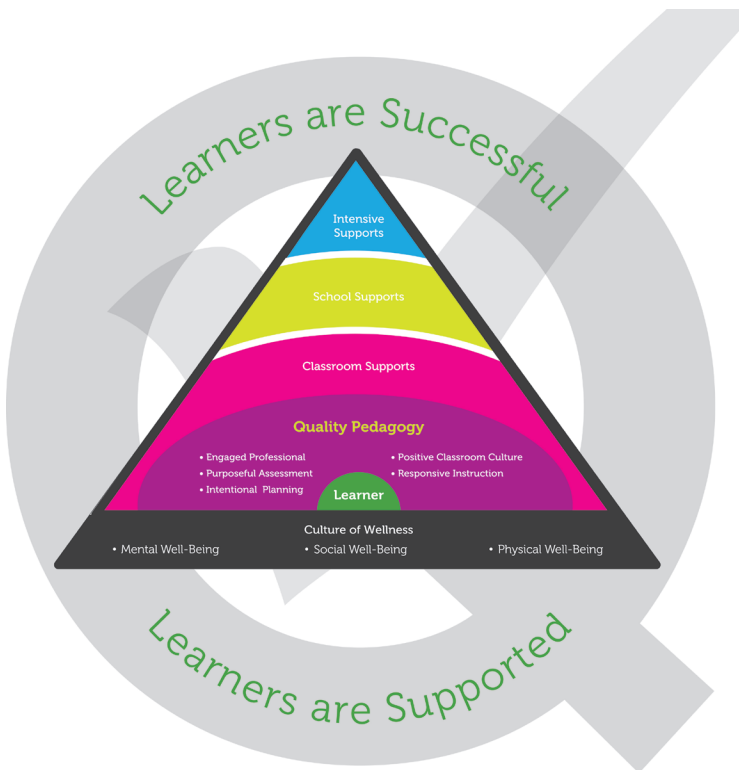 Learners are Successful
Intensive
Supports
School Supports
Classroom Supports
Quality Pedagogy
• Engaged Professional
• Purposeful Assessment
• Intentional Planning
• Positive Classroom Culture
• Responsive Instruction
Learner
Culture of Wellness
• Mental Well-Being
• Social Well-Being
• Physical Well-Being
Learners are Supported